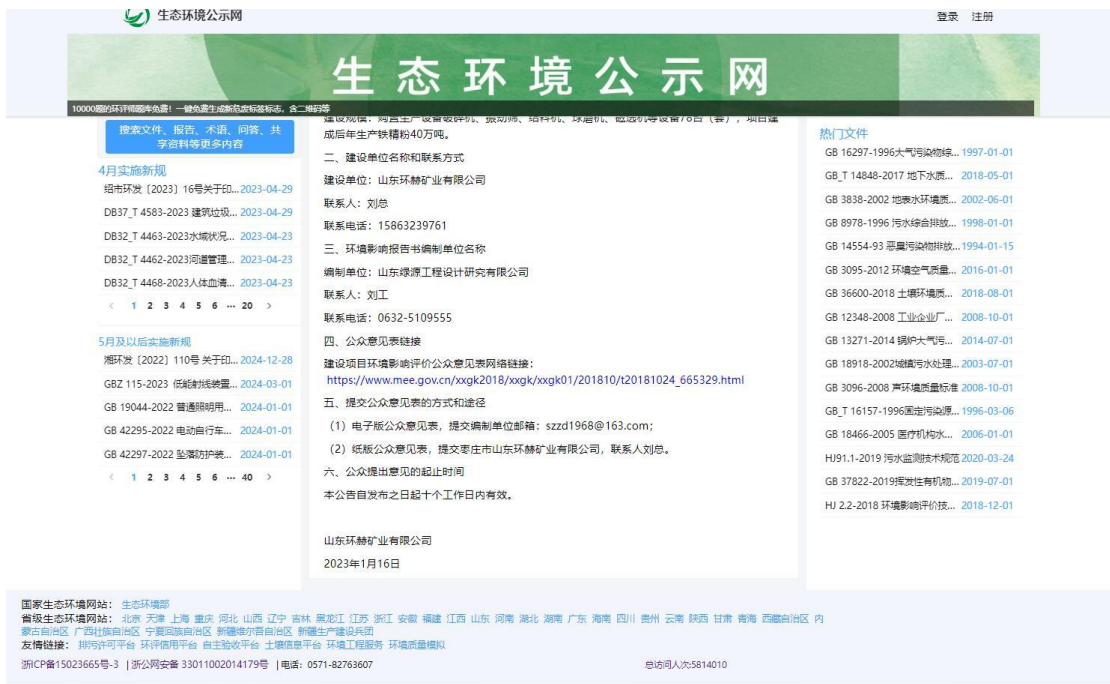 生态环境公示网
登录 注册
生态环境公示网
10000题的环评师题库免费！一键免费生成新危废标签标志，含二维码等
搜索文件、报告、术语、问答、共
享资料等更多内容
4月实施新规
绍市环发〔2023〕16号关于印... 2023-04-29
DB37_T 4583-2023 建筑垃圾... 2023-04-29
DB32_T 4463-2023水域状况... 2023-04-23
DB32_T 4462-2023河道管理... 2023-04-23
DB32_T 4468-2023人体血清... 2023-04-23
< 1 2 3 4 5 6 ··· 20 >
5月及以后实施新规
湘环发〔2022〕110号 关于印... 2024-12-28
GBZ 115-2023 低能射线装置... 2024-03-01
GB 19044-2022 普通照明用... 2024-01-01
GB 42295-2022 电动自行车... 2024-01-01
GB 42297-2022 坠落防护装... 2024-01-01
< 1 2 3 4 5 6 ··· 40 >
建设规模：购置生产设备破碎机、振动筛、给料机、球磨机、磁选机等设备78台（套），项目建
成后年生产铁精粉40万吨。
二、建设单位名称和联系方式
建设单位：山东环赫矿业有限公司
联系人：刘总
联系电话：15863239761
三、环境影响报告书编制单位名称
编制单位：山东绿源工程设计研究有限公司
联系人：刘工
联系电话：0632-5109555
四、公众意见表链接
建设项目环境影响评价公众意见表网络链接：
https://www.mee.gov.cn/xxgk2018/xxgk/xxgk01/201810/t20181024_665329.html
五、提交公众意见表的方式和途径
（1）电子版公众意见表，提交编制单位邮箱：szzd1968@163.com；
（2）纸版公众意见表，提交枣庄市山东环赫矿业有限公司，联系人刘总。
六、公众提出意见的起止时间
本公告自发布之日起十个工作日内有效。
山东环赫矿业有限公司
2023年1月16日
热门文件
GB 16297-1996大气污染物综... 1997-01-01
GB_T 14848-2017 地下水质... 2018-05-01
GB 3838-2002 地表水环境质... 2002-06-01
GB 8978-1996 污水综合排放... 1998-01-01
GB 14554-93 恶臭污染物排放... 1994-01-15
GB 3095-2012 环境空气质量... 2016-01-01
GB 36600-2018 土壤环境质... 2018-08-01
GB 12348-2008 工业企业厂... 2008-10-01
GB 13271-2014 锅炉大气污... 2014-07-01
GB 18918-2002城镇污水处理... 2003-07-01
GB 3096-2008 声环境质量标准 2008-10-01
GB_T 16157-1996固定污染源... 1996-03-06
GB 18466-2005 医疗机构水... 2006-01-01
HJ91.1-2019 污水监测技术规范 2020-03-24
GB 37822-2019挥发性有机物... 2019-07-01
HJ 2.2-2018 环境影响评价技... 2018-12-01
国家生态环境网站： 生态环境部
省级生态环境网站： 北京 天津 上海 重庆 河北 山西 辽宁 吉林 黑龙江 江苏 浙江 安徽 福建 江西 山东 河南 湖北 湖南 广东 海南 四川 贵州 云南 陕西 甘肃 青海 西藏自治区 内
蒙古自治区 广西壮族自治区 宁夏回族自治区 新疆维尔吾自治区 新疆生产建设兵团
友情链接： 排污许可平台 环评信用平台 自主验收平台 土壤信息平台 环境工程服务 环境质量模拟
浙ICP备15023665号-3 | 浙公网安备 33011002014179号 | 电话：0571-82763607
总访问人次:5814010